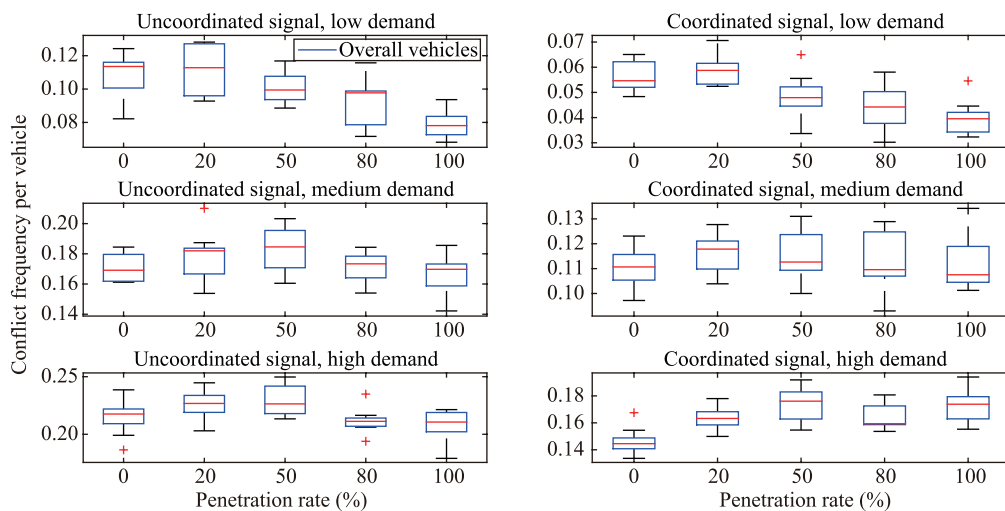 Uncoordinated signal, low demand
Overall vehicles
0.12
0.10
0.08
0 20 50 80 100
Coordinated signal, low demand
0.07
0.06
0.05
0.04
0.03
0 20 50 80 100
Conflict frequency per vehicle
Uncoordinated signal, medium demand
0.20
0.18
0.16
0.14
0 20 50 80 100
Coordinated signal, medium demand
0.13
0.12
0.11
0.10
0 20 50 80 100
Uncoordinated signal, high demand
0.25
0.20
0 20 50 80 100
Penetration rate (%)
Coordinated signal, high demand
0.18
0.16
0.14
0 20 50 80 100
Penetration rate (%)